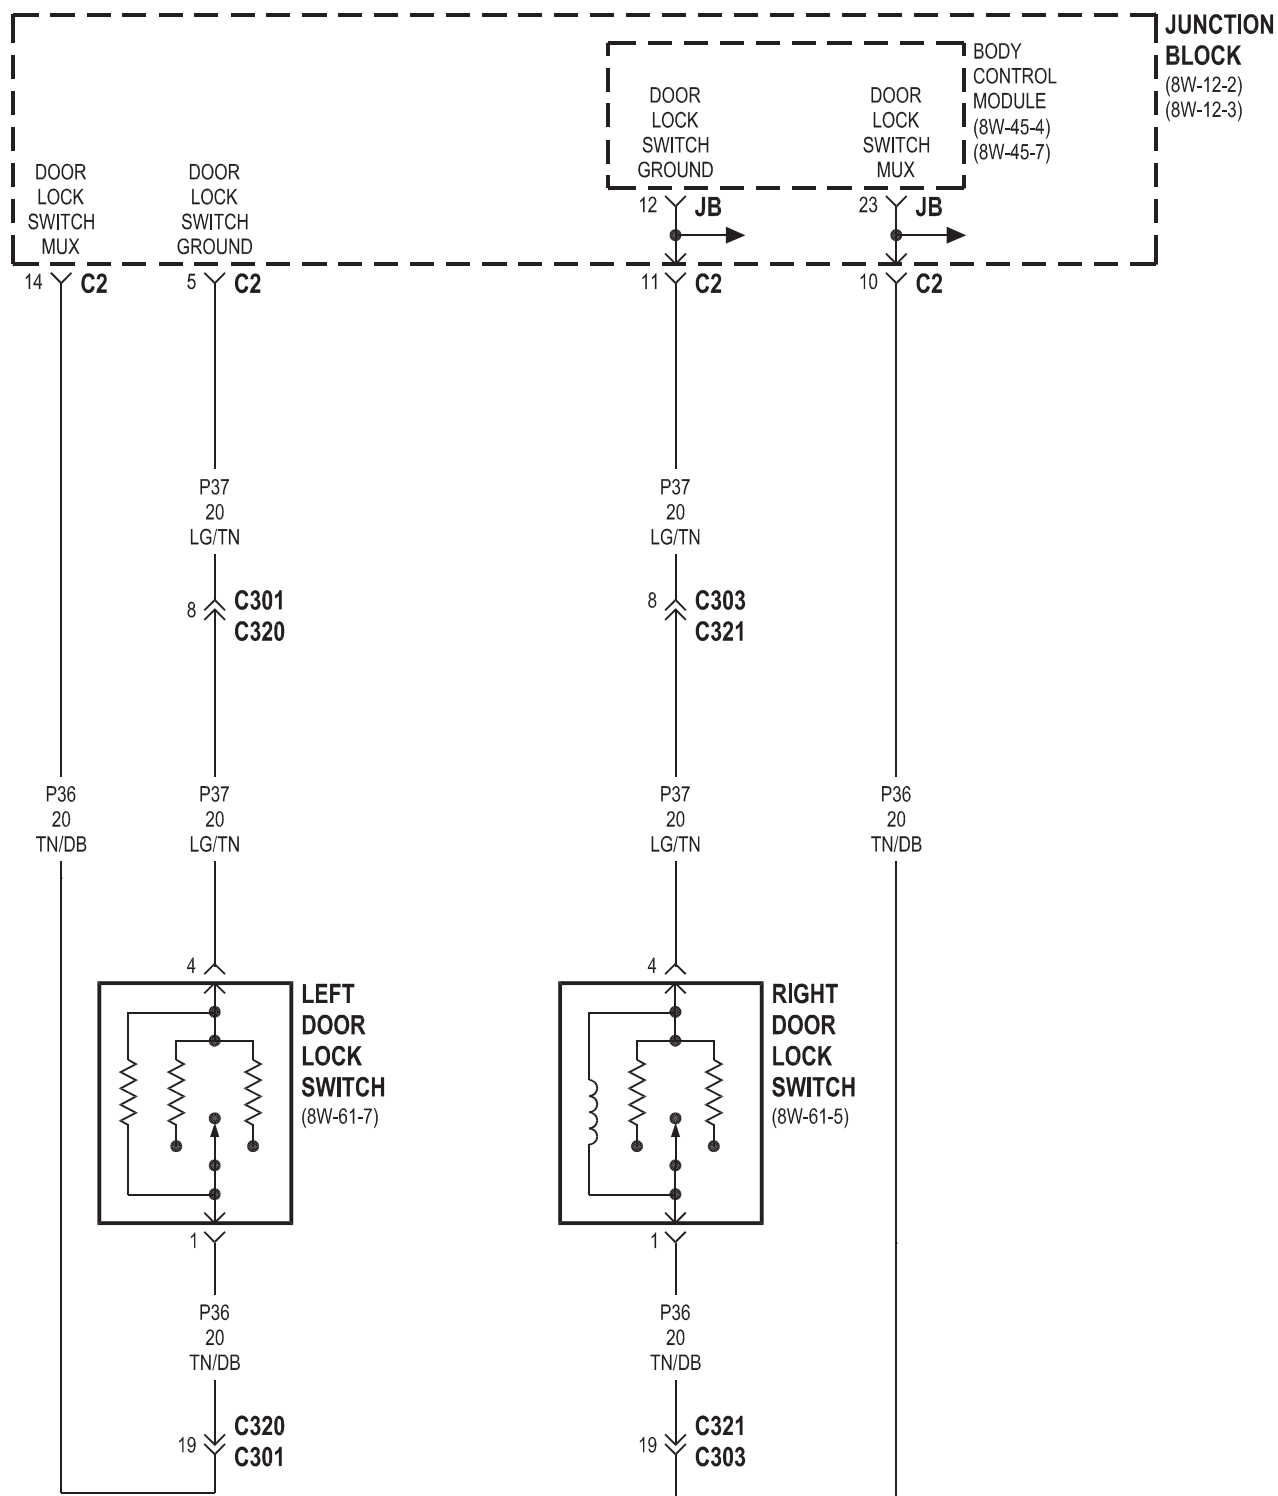 JUNCTION
BLOCK
(8W-12-2)
(8W-12-3)
BODY
CONTROL
MODULE
(8W-45-4)
(8W-45-7)
DOOR
LOCK
SWITCH
GROUND
DOOR
LOCK
SWITCH
MUX
DOOR
LOCK
SWITCH
MUX
DOOR
LOCK
SWITCH
GROUND
12 JB
23 JB
14 C2
5 C2
11 C2
10 C2
P37
20
LG/TN
P37
20
LG/TN
8 C301
C320
8 C303
C321
P36
20
TN/DB
P37
20
LG/TN
P37
20
LG/TN
P36
20
TN/DB
4
4
LEFT
DOOR
LOCK
SWITCH
(8W-61-7)
RIGHT
DOOR
LOCK
SWITCH
(8W-61-5)
1
1
P36
20
TN/DB
P36
20
TN/DB
19 C320
C301
19 C321
C303